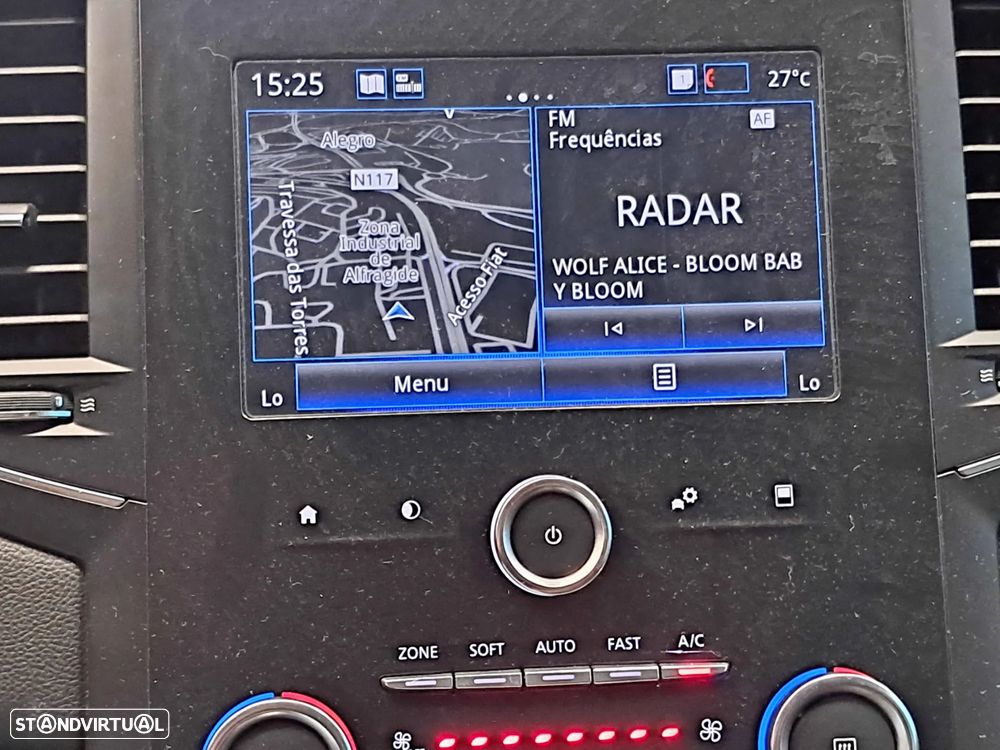 15:25
1
27°C
Alegro
N117
Travessa das Torres
Zona
Industrial
de
Alfragide
Acesso Fiat
FM
AF
Frequências
RADAR
WOLF ALICE - BLOOM BAB
Y BLOOM
Lo
Menu
Lo
ZONE
SOFT
AUTO
FAST
A/C
STANDVIRTUAL